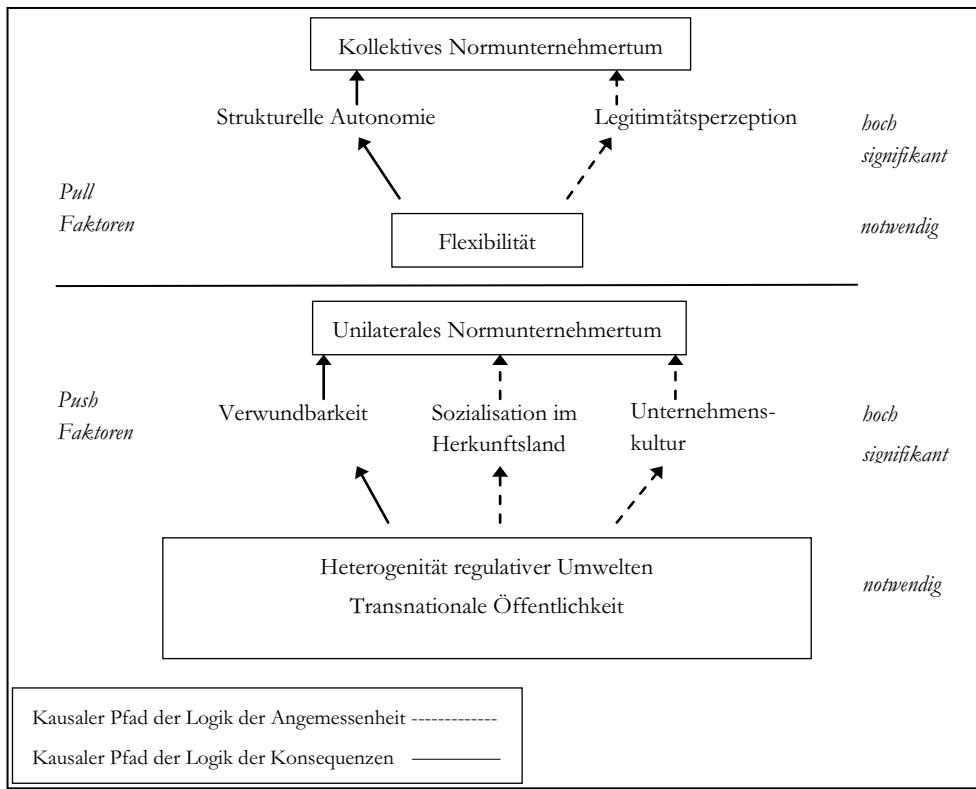 Kollektives Normunternehmertum
Strukturelle Autonomie
Legitimtätsperzeption
hoch
signifikant
Pull
Faktoren
Flexibilität
notwendig
Unilaterales Normunternehmertum
Push
Faktoren
Verwundbarkeit
Sozialisation im
Herkunftsland
Unternehmens-
kultur
hoch
signifikant
Heterogenität regulativer Umwelten
Transnationale Öffentlichkeit
notwendig
Kausaler Pfad der Logik der Angemessenheit -------------
Kausaler Pfad der Logik der Konsequenzen